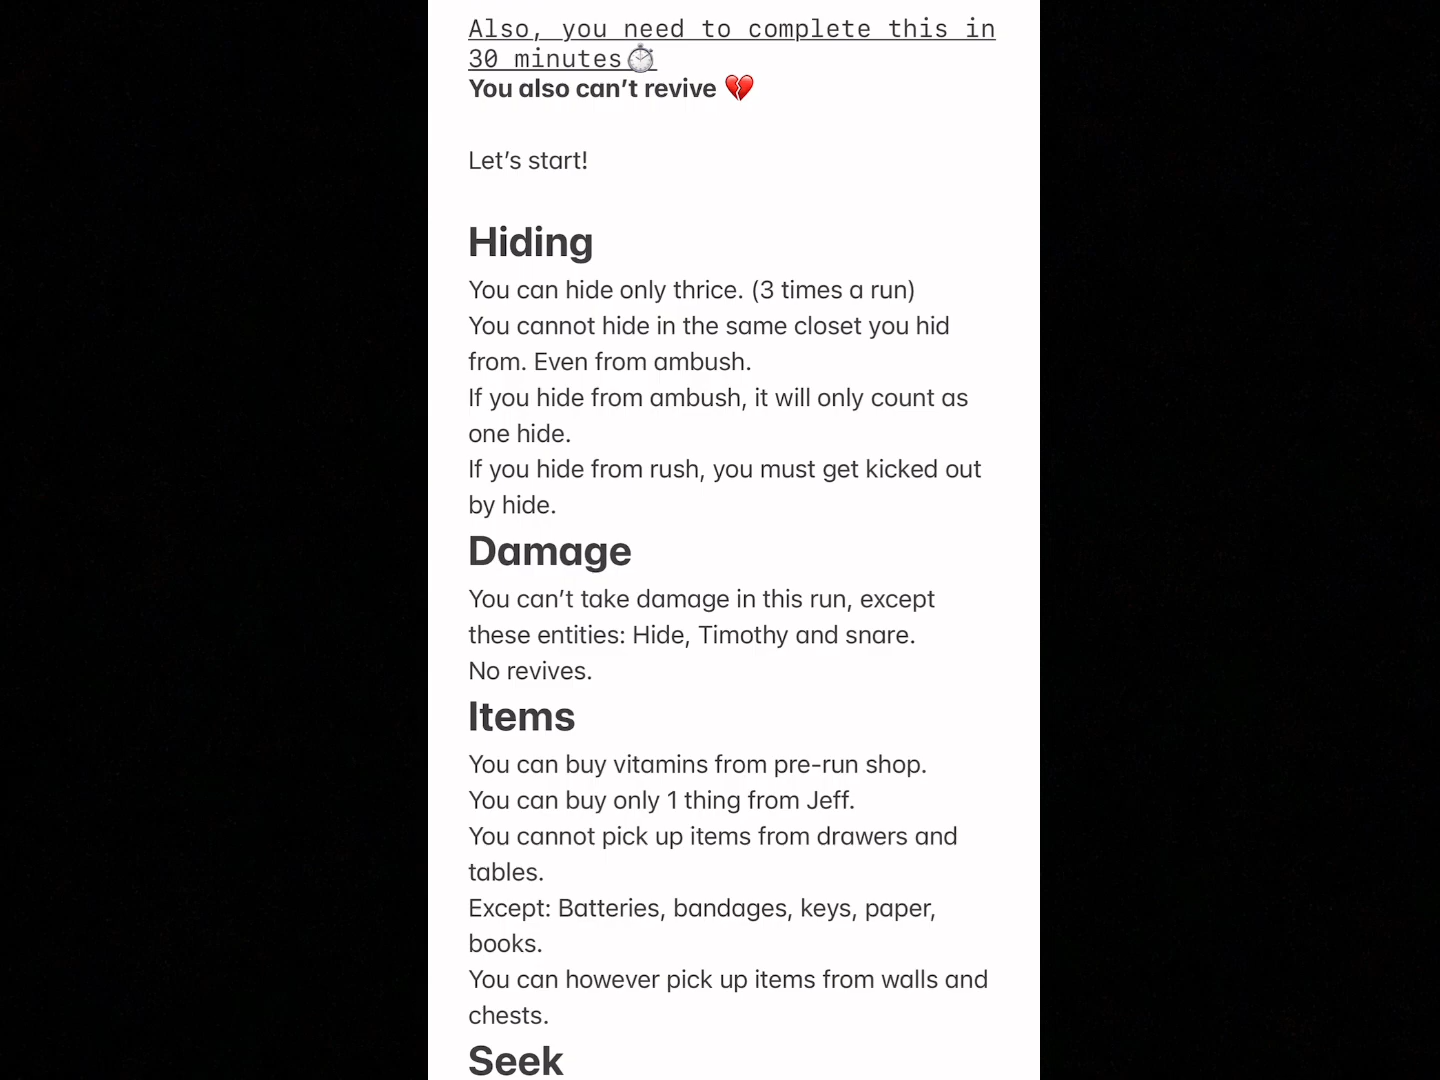 Also, you need to complete this in
30 minutes⏱️
You also can’t revive 💔
Let’s start!
Hiding
You can hide only thrice. (3 times a run)
You cannot hide in the same closet you hid
from. Even from ambush.
If you hide from ambush, it will only count as
one hide.
If you hide from rush, you must get kicked out
by hide.
Damage
You can’t take damage in this run, except
these entities: Hide, Timothy and snare.
No revives.
Items
You can buy vitamins from pre-run shop.
You can buy only 1 thing from Jeff.
You cannot pick up items from drawers and
tables.
Except: Batteries, bandages, keys, paper,
books.
You can however pick up items from walls and
chests.
Seek